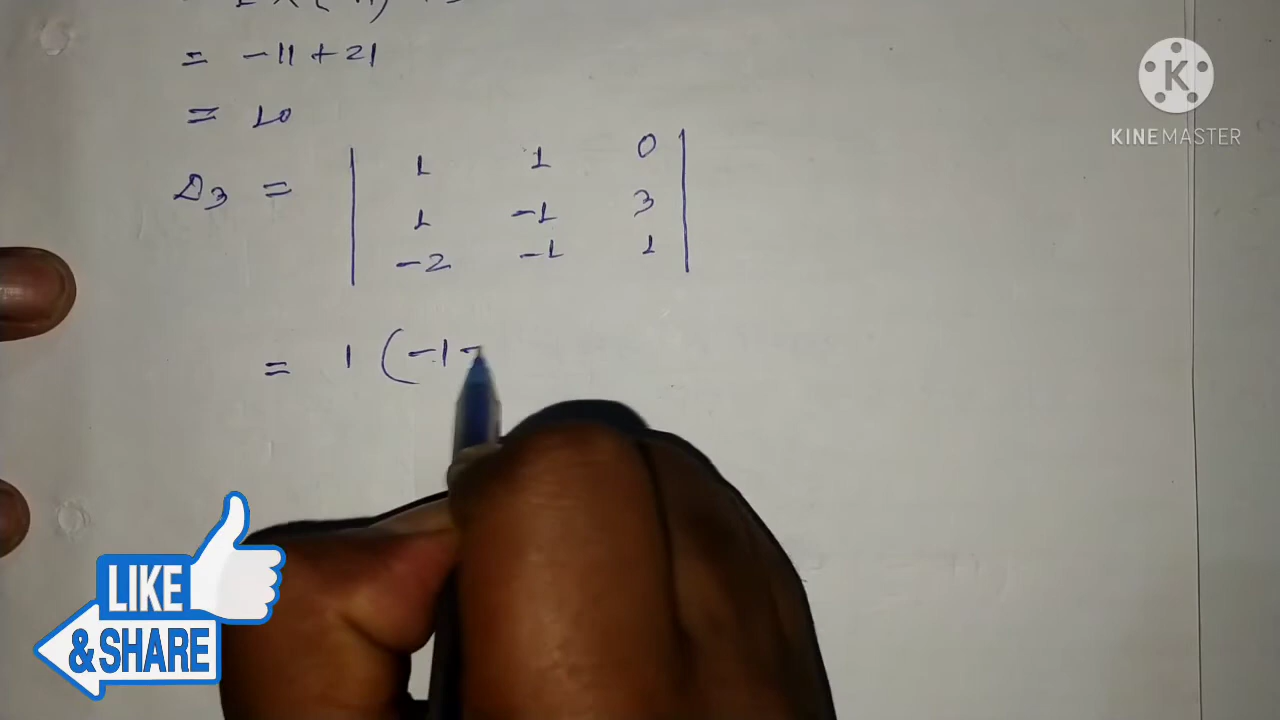 = -11 + 21
= 10
KINEMASTER
D3 = | 1 1 0 |
| 1 -1 3 |
| -2 -1 1 |
= 1 ( -1 -
LIKE
& SHARE